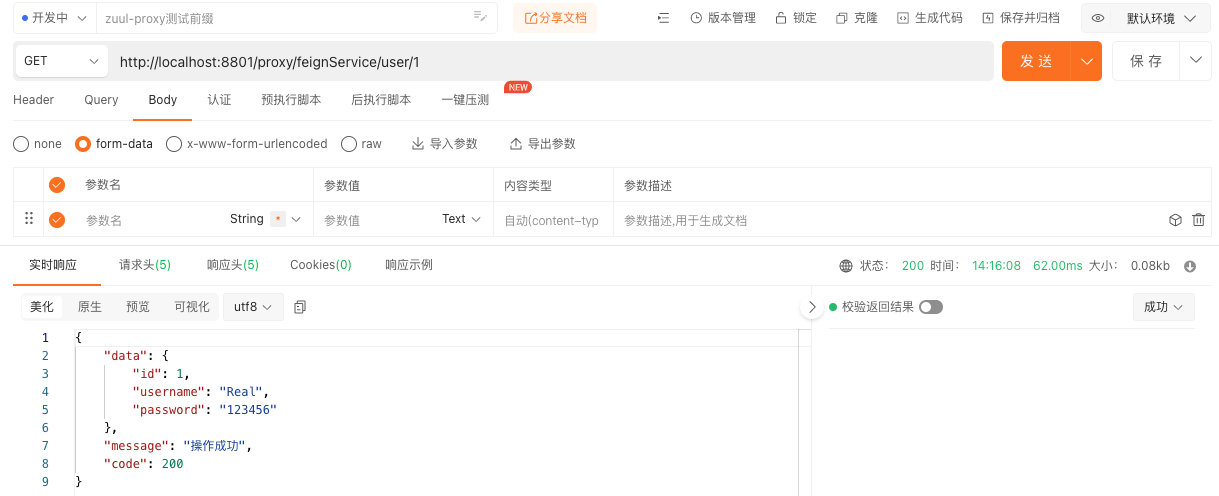 开发中 zuul-proxy测试前缀 分享文档 版本管理 锁定 克隆 生成代码 保存并归档 默认环境
GET http://localhost:8801/proxy/feignService/user/1 发 送 保 存
Header Query Body 认证 预执行脚本 后执行脚本 一键压测 NEW
none form-data x-www-form-urlencoded raw 导入参数 导出参数
参数名 参数值 内容类型 参数描述
参数名 String * 参数值 Text 自动(content-typ 参数描述,用于生成文档
实时响应 请求头(5) 响应头(5) Cookies(0) 响应示例 状态: 200 时间: 14:16:08 62.00ms 大小: 0.08kb
美化 原生 预览 可视化 utf8 校验返回结果 成功
1 {
2 "data": {
3 "id": 1,
4 "username": "Real",
5 "password": "123456"
6 },
7 "message": "操作成功",
8 "code": 200
9 }